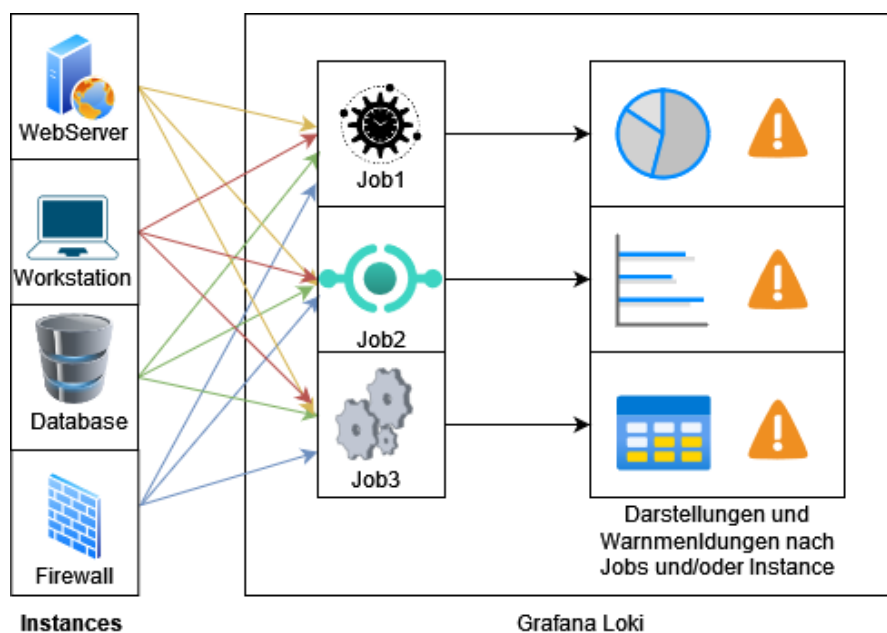 WebServer
Workstation
Database
Firewall
Instances
Job1
Job2
Job3
Darstellungen und
Warnmenldungen nach
Jobs und/oder Instance
Grafana Loki